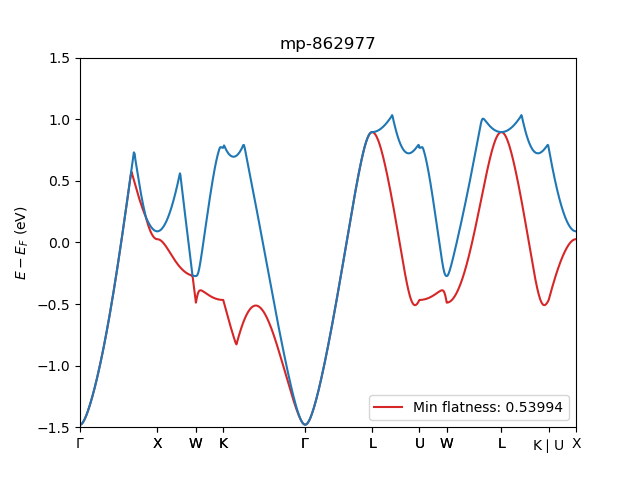 mp-862977
E − E_F (eV)
1.5
1.0
0.5
0.0
−0.5
−1.0
−1.5
Min flatness: 0.53994
Γ X W K Γ L U W L K | U X